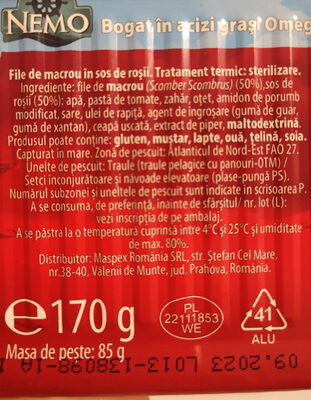 NEMO
Bogat în acizi grași Omeg
File de macrou în sos de roșii. Tratament termic: sterilizare.
Ingrediente: file de macrou (Scomber Scombrus) (50%),sos de
roșii (50%): apă, pastă de tomate, zahăr, oțet, amidon de porumb
modificat, sare, ulei de rapiță, agent de îngroșare (gumă de guar,
gumă de xantan), ceapă uscată, extract de piper, maltodextrină.
Produsul poate conține: gluten, muștar, lapte, ouă, țelină, soia.
Capturat în mare. Zonă de pescuit: Atlanticul de Nord-Est FAO 27.
Unelte de pescuit: Traule (traule pelagice cu panouri-OTM) /
Setci înconjurătoare și năvoade elevatoare (plase-pungă PS).
Numărul subzonei și uneltele de pescuit sunt indicate în scrisoarea P.
A se consuma, de preferință, înainte de sfârșitul/ nr. lot (L):
vezi inscripția de pe ambalaj.
A se păstra la o temperatură cuprinsă între 4°C și 25°C și umiditate
de max. 80%.
Distribuitor: Maspex România SRL, str. Ștefan Cel Mare,
nr.38-40, Vălenii de Munte, jud. Prahova, România.
e 170 g
Masa de pește: 85 g
PL
22111853
WE
41
ALU
09.2023 L013-138098-1A